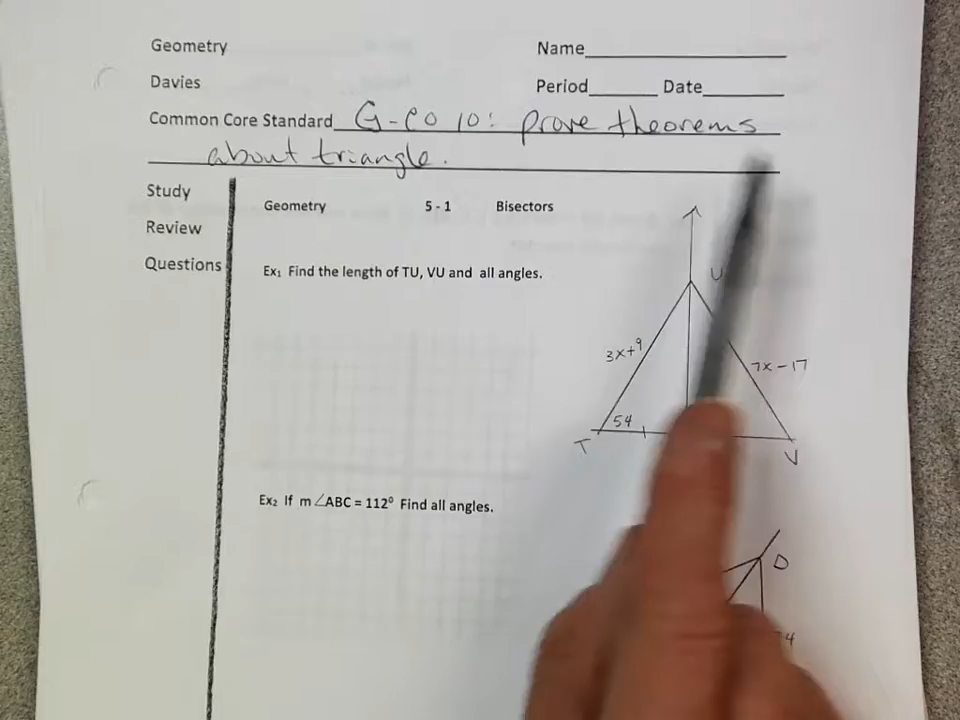 Geometry
Name
Davies
Period Date
Common Core Standard G-CO 10: prove theorems
about triangle.
Study
Review
Questions
Geometry 5 - 1 Bisectors
Ex1 Find the length of TU, VU and all angles.
U
3x+9
7x-17
54
T
V
Ex2 If m∠ABC = 112° Find all angles.
D